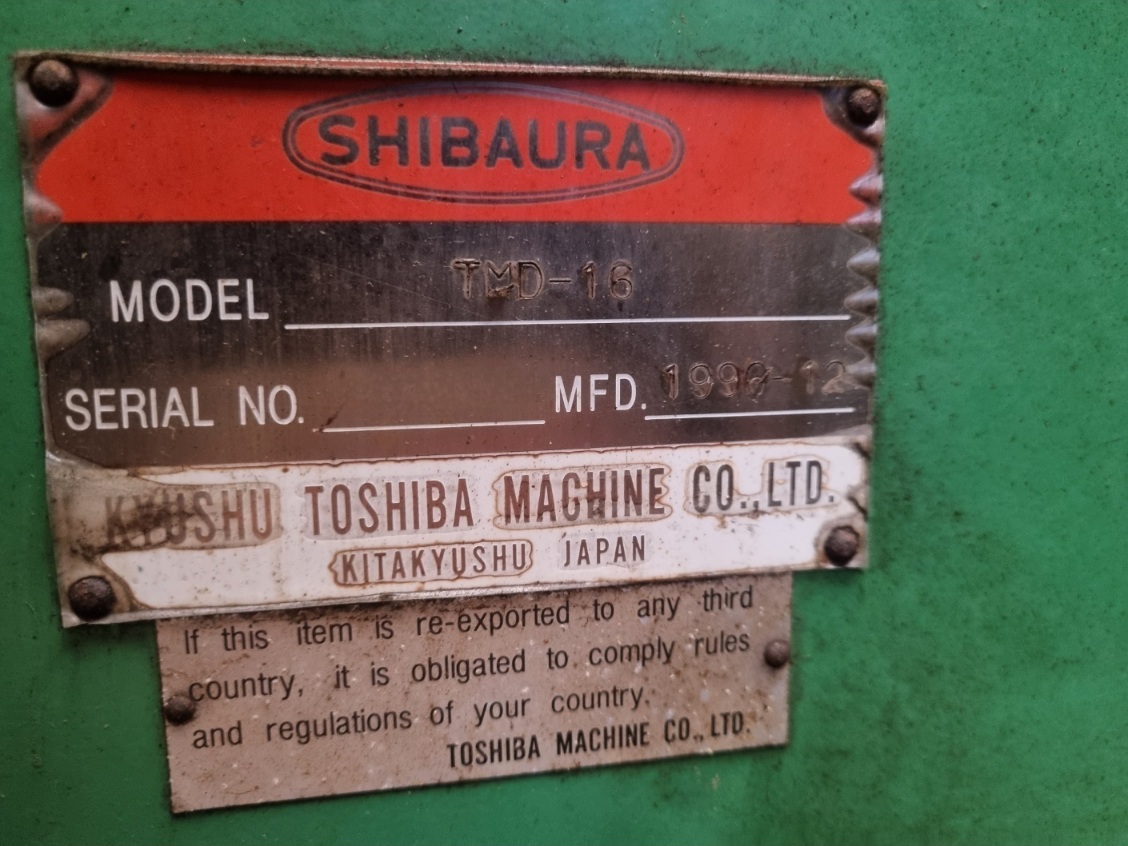 SHIBAURA
MODEL TMD-16
SERIAL NO. MFD. 1996-12
KYUSHU TOSHIBA MACHINE CO.,LTD.
KITAKYUSHU JAPAN
If this item is re-exported to any third
country, it is obligated to comply rules
and regulations of your country.
TOSHIBA MACHINE CO., LTD.